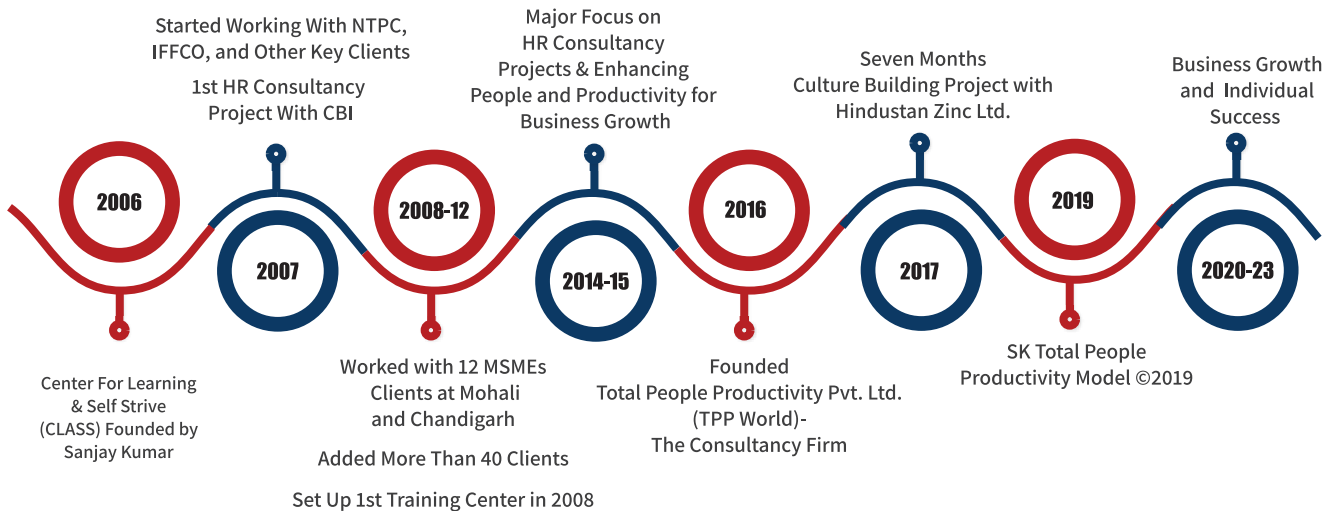 2006
Center For Learning
& Self Strive
(CLASS) Founded by
Sanjay Kumar
Started Working With NTPC,
IFFCO, and Other Key Clients
1st HR Consultancy
Project With CBI
2007
2008-12
Worked with 12 MSMEs
Clients at Mohali
and Chandigarh
Added More Than 40 Clients
Set Up 1st Training Center in 2008
Major Focus on
HR Consultancy
Projects & Enhancing
People and Productivity for
Business Growth
2014-15
2016
Founded
Total People Productivity Pvt. Ltd.
(TPP World)-
The Consultancy Firm
Seven Months
Culture Building Project with
Hindustan Zinc Ltd.
2017
2019
SK Total People
Productivity Model ©2019
Business Growth
and Individual
Success
2020-23